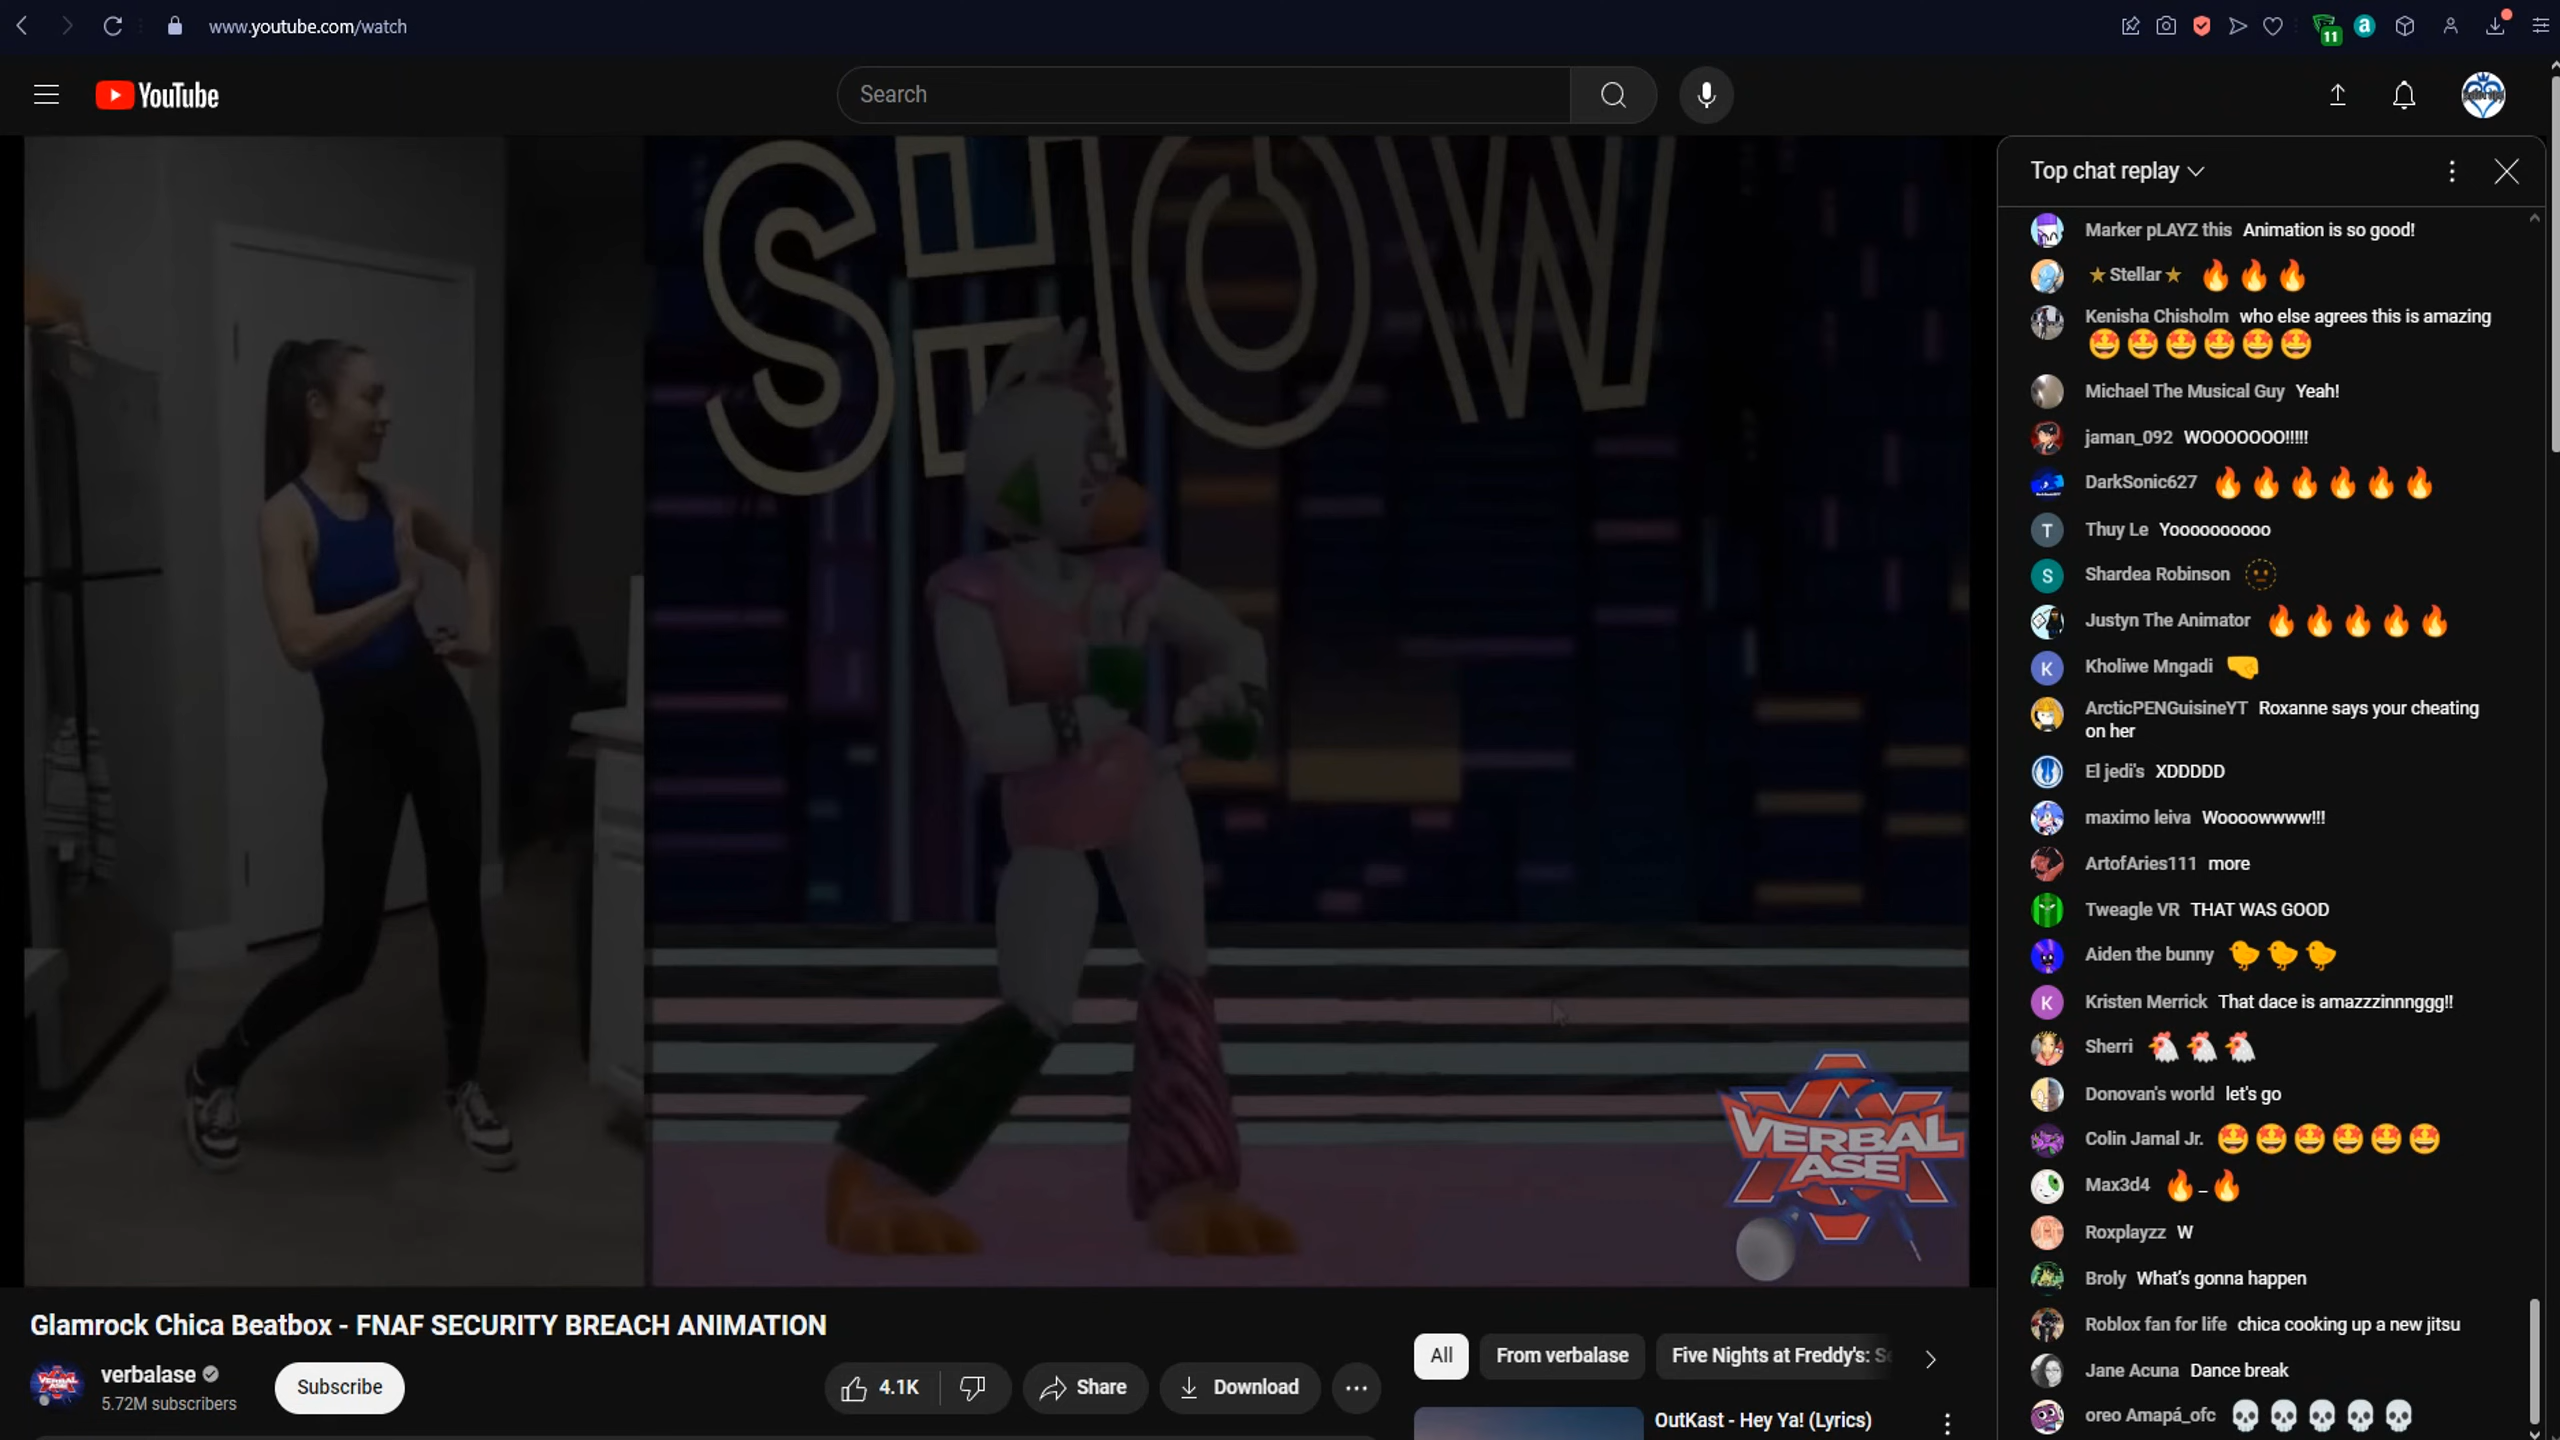 www.youtube.com/watch
11
a
YouTube
Search
SHOW
VERBAL
ASE
Top chat replay
Marker pLAYZ this Animation is so good!
★Stellar★ 🔥🔥🔥
Kenisha Chisholm who else agrees this is amazing
🤩🤩🤩🤩🤩🤩
Michael The Musical Guy Yeah!
jaman_092 WOOOOOOO!!!!!
DarkSonic627 🔥🔥🔥🔥🔥🔥
T Thuy Le Yoooooooooo
S Shardea Robinson 🫥
Justyn The Animator 🔥🔥🔥🔥🔥
K Kholiwe Mngadi 🤜
ArcticPENGuisineYT Roxanne says your cheating
on her
El jedi's XDDDDD
maximo leiva Woooowwww!!!
ArtofAries111 more
Tweagle VR THAT WAS GOOD
Aiden the bunny 🐤🐤🐤
K Kristen Merrick That dace is amazzzinnnggg!!
Sherri 🐔🐔🐔
Donovan's world let's go
Colin Jamal Jr. 🤩🤩🤩🤩🤩🤩
Max3d4 🔥_🔥
Roxplayzz W
Broly What's gonna happen
Roblox fan for life chica cooking up a new jitsu
Jane Acuna Dance break
oreo Amapá_ofc 💀💀💀💀💀
Glamrock Chica Beatbox - FNAF SECURITY BREACH ANIMATION
verbalase
5.72M subscribers
Subscribe
4.1K
Share
Download
All
From verbalase
Five Nights at Freddy's: Se
OutKast - Hey Ya! (Lyrics)